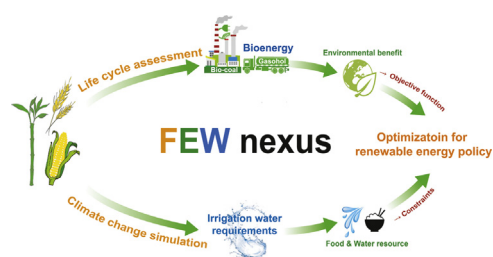 Life cycle assessment
Bio-coal
Bioenergy
Gasohol
Environmental benefit
Objective function
FEW nexus
Optimizatoin for
renewable energy policy
Climate change simulation
Irrigation water
requirements
Food & Water resource
Constraints